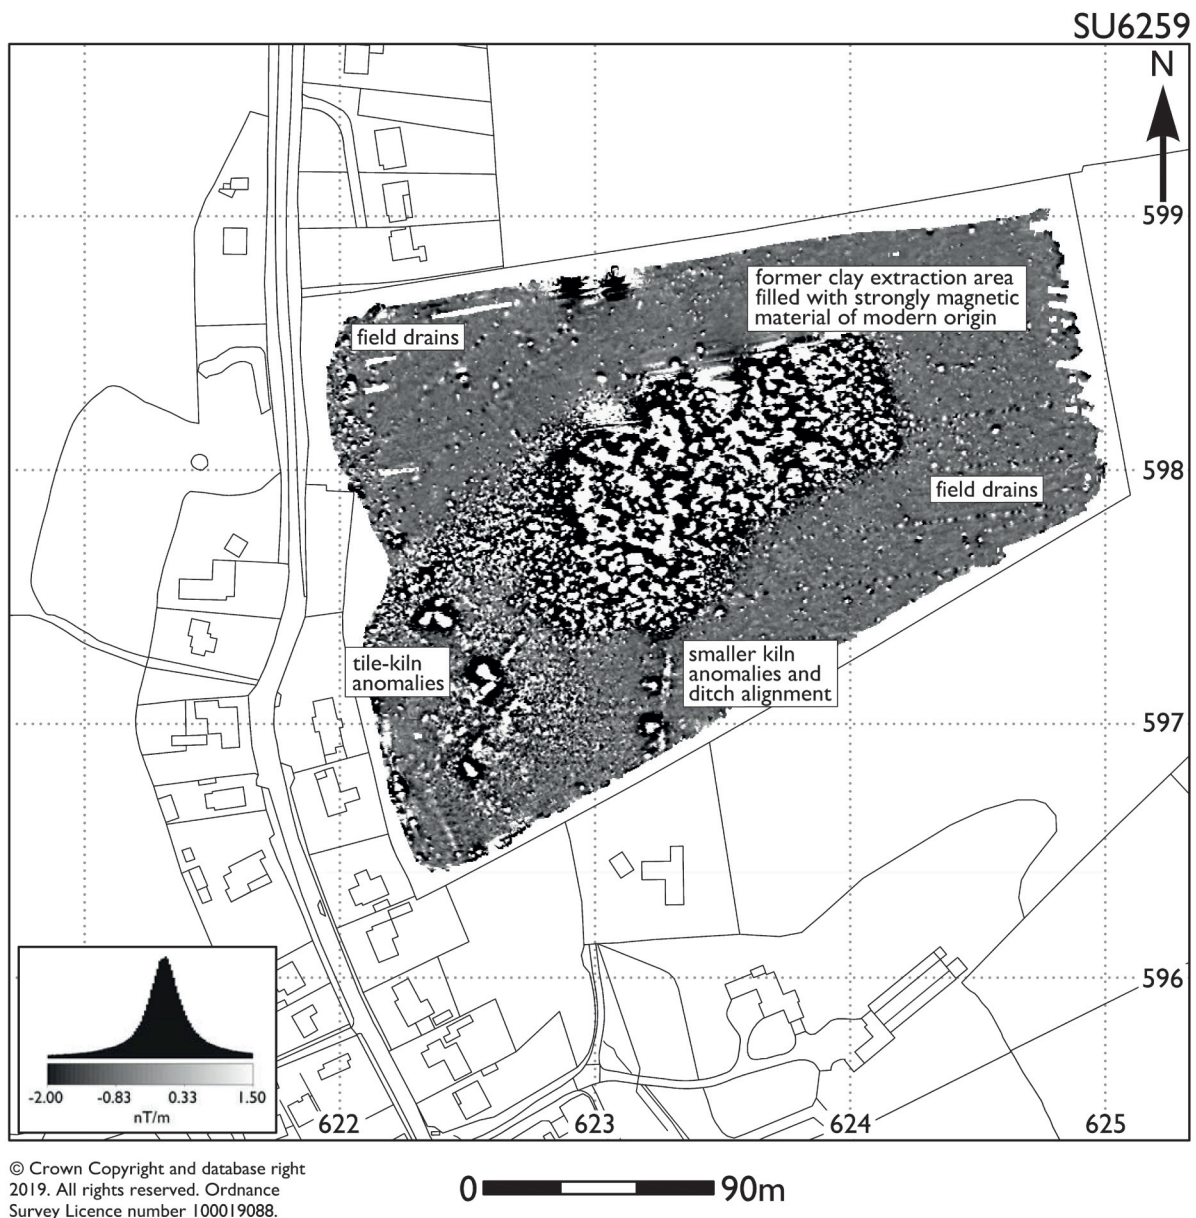 SU6259
N
599
former clay extraction area
filled with strongly magnetic
material of modern origin
field drains
598
field drains
tile-kiln
anomalies
smaller kiln
anomalies and
ditch alignment
597
596
-2.00 -0.83 0.33 1.50
nT/m
622 623 624 625
© Crown Copyright and database right
2019. All rights reserved. Ordnance
Survey Licence number 100019088.
0 90m